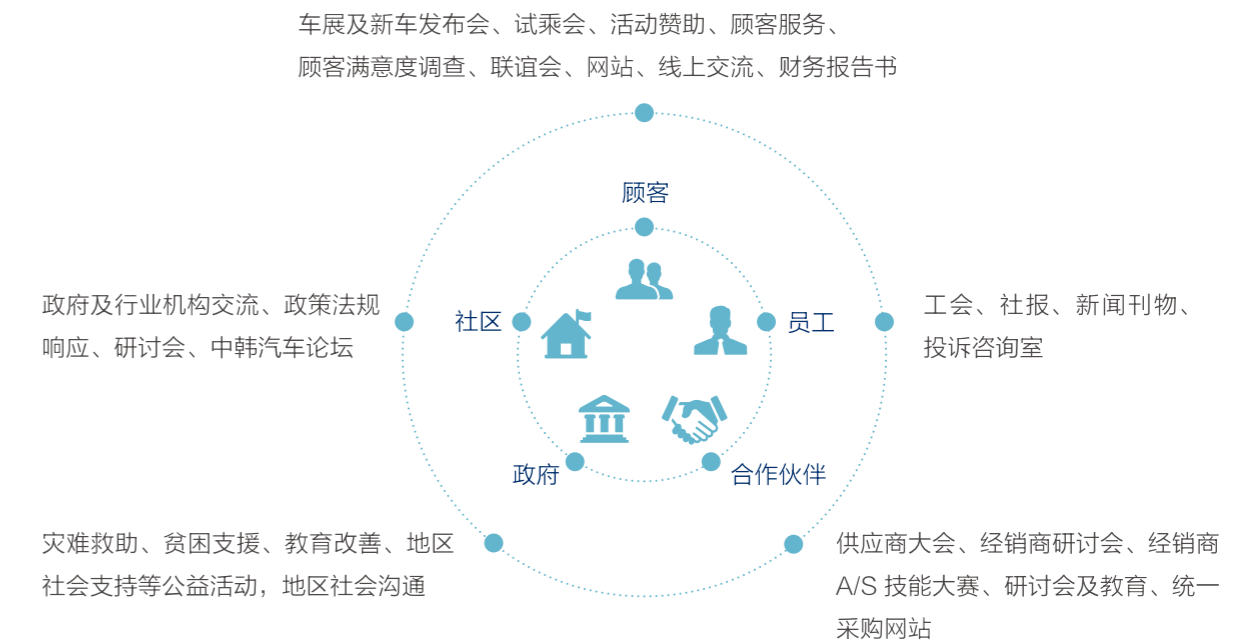 车展及新车发布会、试乘会、活动赞助、顾客服务、
顾客满意度调查、联谊会、网站、线上交流、财务报告书
顾客
政府及行业机构交流、政策法规
响应、研讨会、中韩汽车论坛
社区
员工
工会、社报、新闻刊物、
投诉咨询室
政府
合作伙伴
灾难救助、贫困支援、教育改善、地区
社会支持等公益活动，地区社会沟通
供应商大会、经销商研讨会、经销商
A/S 技能大赛、研讨会及教育、统一
采购网站